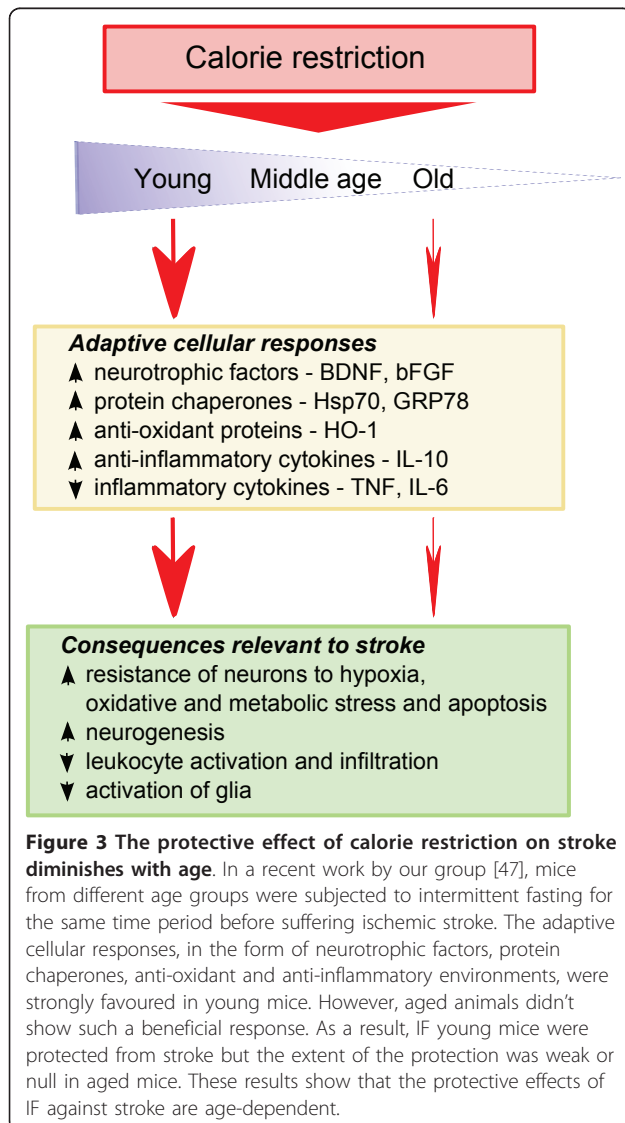 Calorie restriction
Young Middle age Old
Adaptive cellular responses
neurotrophic factors - BDNF, bFGF
protein chaperones - Hsp70, GRP78
anti-oxidant proteins - HO-1
anti-inflammatory cytokines - IL-10
inflammatory cytokines - TNF, IL-6
Consequences relevant to stroke
resistance of neurons to hypoxia,
oxidative and metabolic stress and apoptosis
neurogenesis
leukocyte activation and infiltration
activation of glia
Figure 3 The protective effect of calorie restriction on stroke
diminishes with age. In a recent work by our group [47], mice
from different age groups were subjected to intermittent fasting for
the same time period before suffering ischemic stroke. The adaptive
cellular responses, in the form of neurotrophic factors, protein
chaperones, anti-oxidant and anti-inflammatory environments, were
strongly favoured in young mice. However, aged animals didn't
show such a beneficial response. As a result, IF young mice were
protected from stroke but the extent of the protection was weak or
null in aged mice. These results show that the protective effects of
IF against stroke are age-dependent.